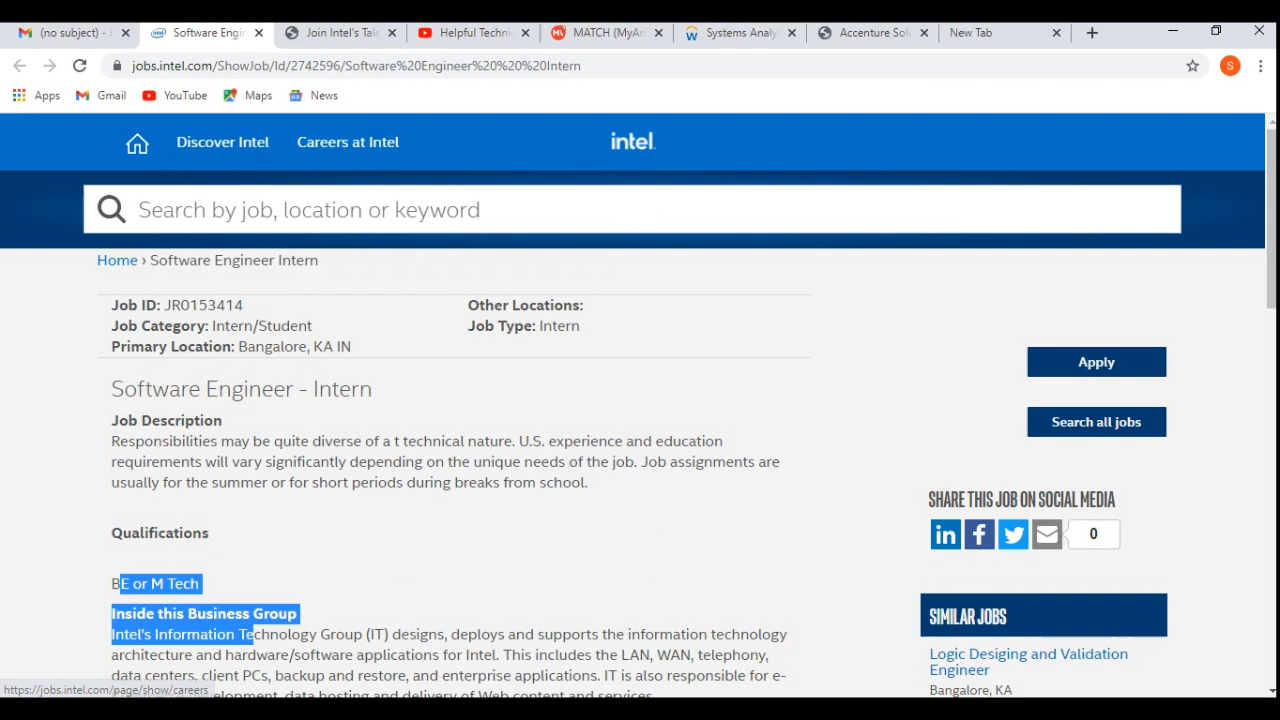 (no subject) -
Software Engin
Join Intel's Tale
Helpful Technic
MATCH (MyAn
Systems Analys
Accenture Solu
New Tab
jobs.intel.com/ShowJob/Id/2742596/Software%20Engineer%20%20%20Intern
S
Apps
Gmail
YouTube
Maps
News
Discover Intel
Careers at Intel
intel.
Search by job, location or keyword
Home › Software Engineer Intern
Job ID: JR0153414
Job Category: Intern/Student
Primary Location: Bangalore, KA IN
Other Locations:
Job Type: Intern
Apply
Software Engineer - Intern
Job Description
Responsibilities may be quite diverse of a t technical nature. U.S. experience and education
requirements will vary significantly depending on the unique needs of the job. Job assignments are
usually for the summer or for short periods during breaks from school.
Search all jobs
SHARE THIS JOB ON SOCIAL MEDIA
in
f
0
Qualifications
BE or M Tech
Inside this Business Group
Intel's Information Technology Group (IT) designs, deploys and supports the information technology
architecture and hardware/software applications for Intel. This includes the LAN, WAN, telephony,
data centers, client PCs, backup and restore, and enterprise applications. IT is also responsible for e-
development, data hosting and delivery of Web content and services.
SIMILAR JOBS
Logic Desiging and Validation
Engineer
Bangalore, KA
https://jobs.intel.com/page/show/careers